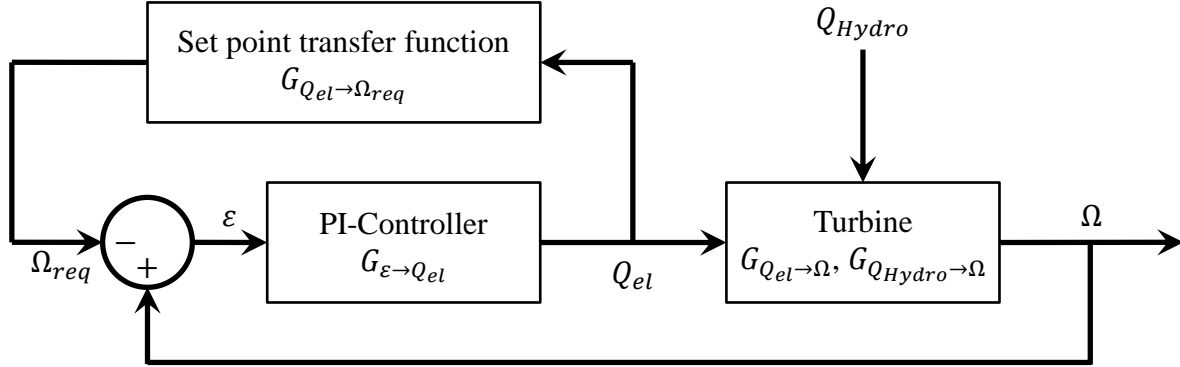 Set point transfer function
G_{Q_{el}→Ω_{req}}
Q_{Hydro}
−
+
Ω_{req}
ε
PI-Controller
G_{ε→Q_{el}}
Q_{el}
Turbine
G_{Q_{el}→Ω}, G_{Q_{Hydro}→Ω}
Ω